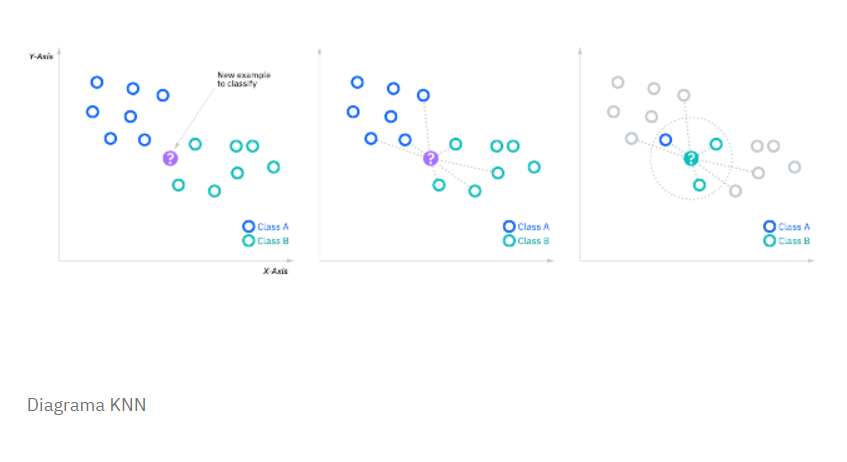 Y-Axis
New example
to classify
?
Class A
Class B
X-Axis
?
Class A
Class B
?
Class A
Class B
Diagrama KNN